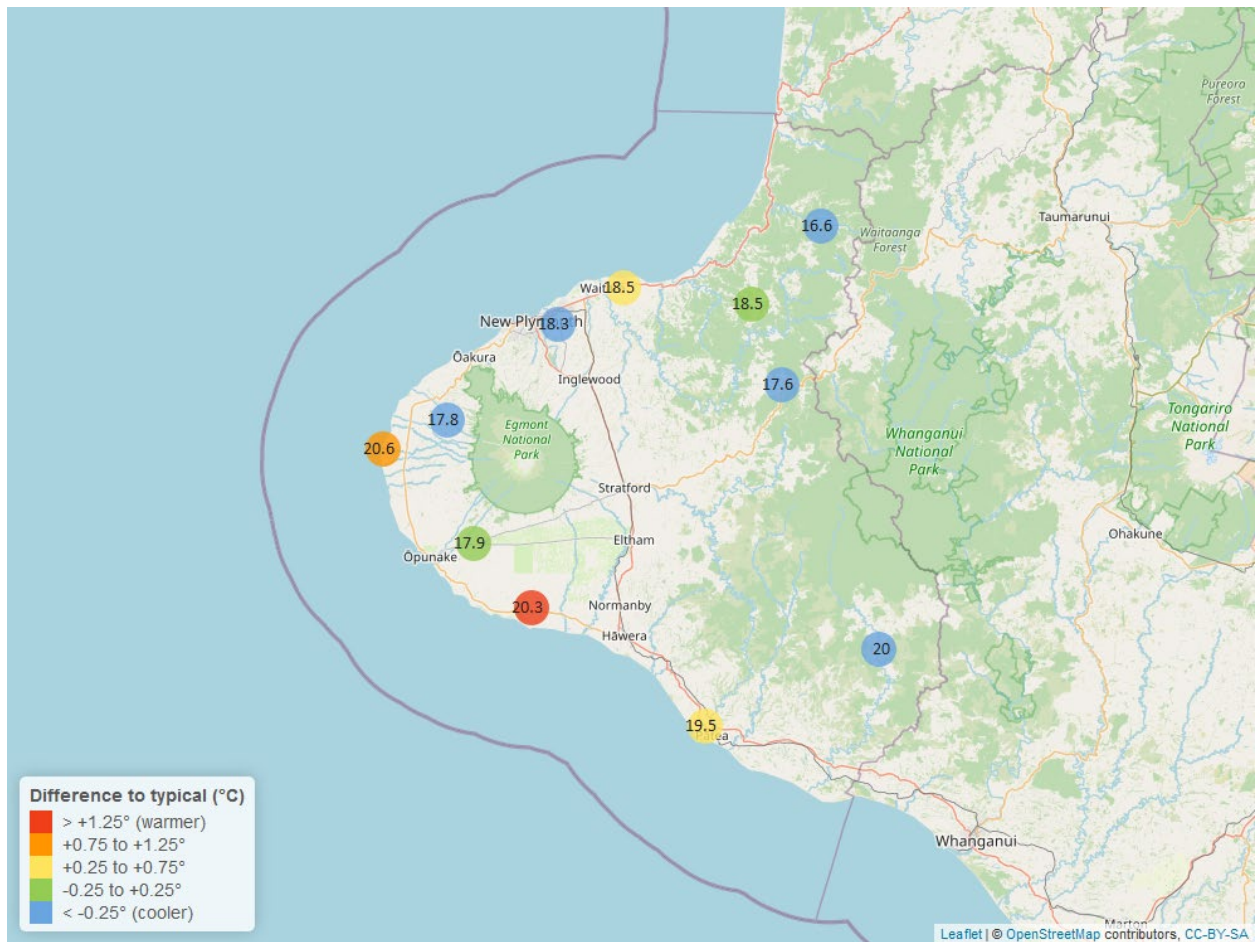 Pureora
Forest
Taumarunui
16.6
Waitaanga
Forest
18.5
18.5
New Plymouth
18.3
Ōakura
Inglewood
17.6
Tongariro
National
Park
17.8
Egmont
National
Park
Whanganui
National
Park
20.6
Stratford
Ohakune
17.9
Ōpunake
Eltham
20.3
Normanby
Hāwera
20
19.5
Patea
Difference to typical (°C)
> +1.25° (warmer)
+0.75 to +1.25°
+0.25 to +0.75°
-0.25 to +0.25°
< -0.25° (cooler)
Whanganui
Marton
Leaflet | © OpenStreetMap contributors, CC-BY-SA